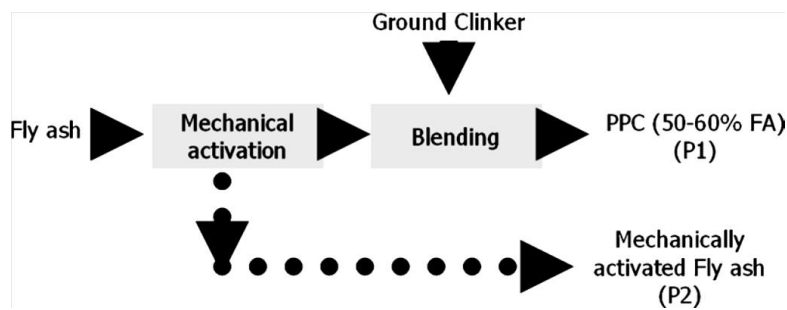 Ground Clinker
Fly ash
Mechanical
activation
Blending
PPC (50-60% FA)
(P1)
Mechanically
activated Fly ash
(P2)